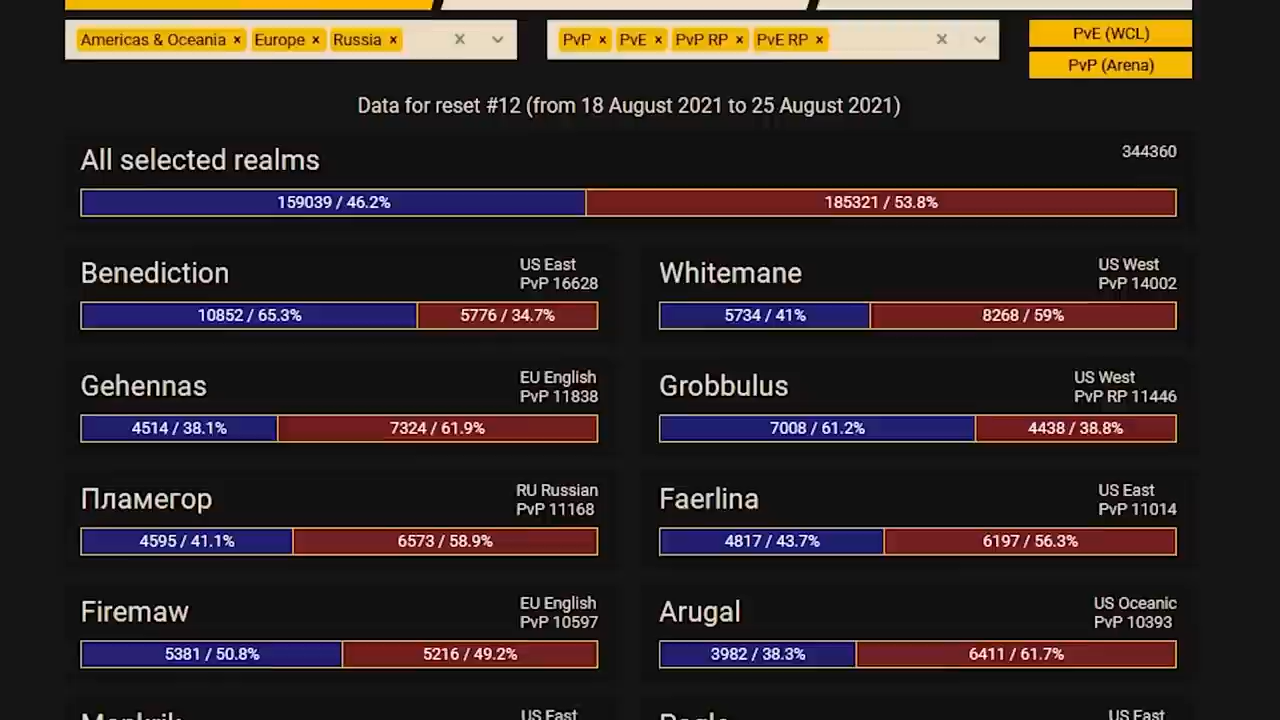 Americas & Oceania × Europe × Russia ×
PvP × PvE × PvP RP × PvE RP ×
PvE (WCL)
PvP (Arena)
Data for reset #12 (from 18 August 2021 to 25 August 2021)
All selected realms
344360
159039 / 46.2%
185321 / 53.8%
Benediction
US East
PvP 16628
10852 / 65.3%
5776 / 34.7%
Whitemane
US West
PvP 14002
5734 / 41%
8268 / 59%
Gehennas
EU English
PvP 11838
4514 / 38.1%
7324 / 61.9%
Grobbulus
US West
PvP RP 11446
7008 / 61.2%
4438 / 38.8%
Пламегор
RU Russian
PvP 11168
4595 / 41.1%
6573 / 58.9%
Faerlina
US East
PvP 11014
4817 / 43.7%
6197 / 56.3%
Firemaw
EU English
PvP 10597
5381 / 50.8%
5216 / 49.2%
Arugal
US Oceanic
PvP 10393
3982 / 38.3%
6411 / 61.7%
US East
US East